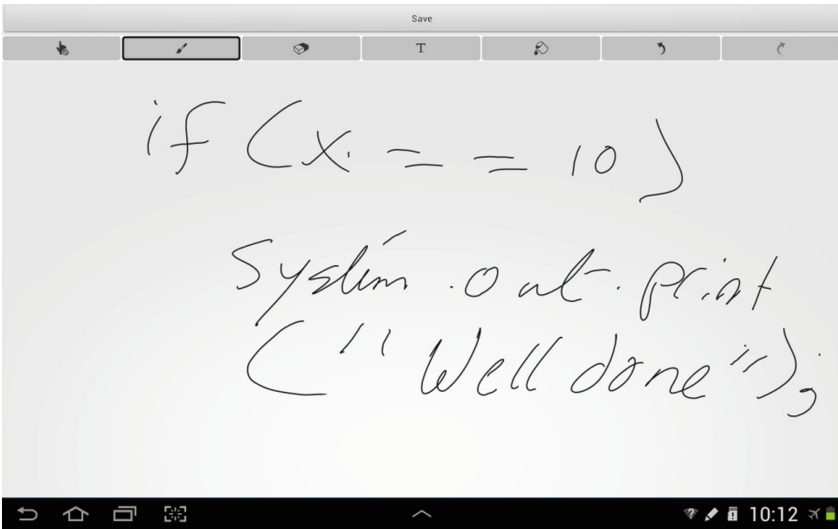 Save
T
if (x == 10)
System.out.print
("Well done");
10:12